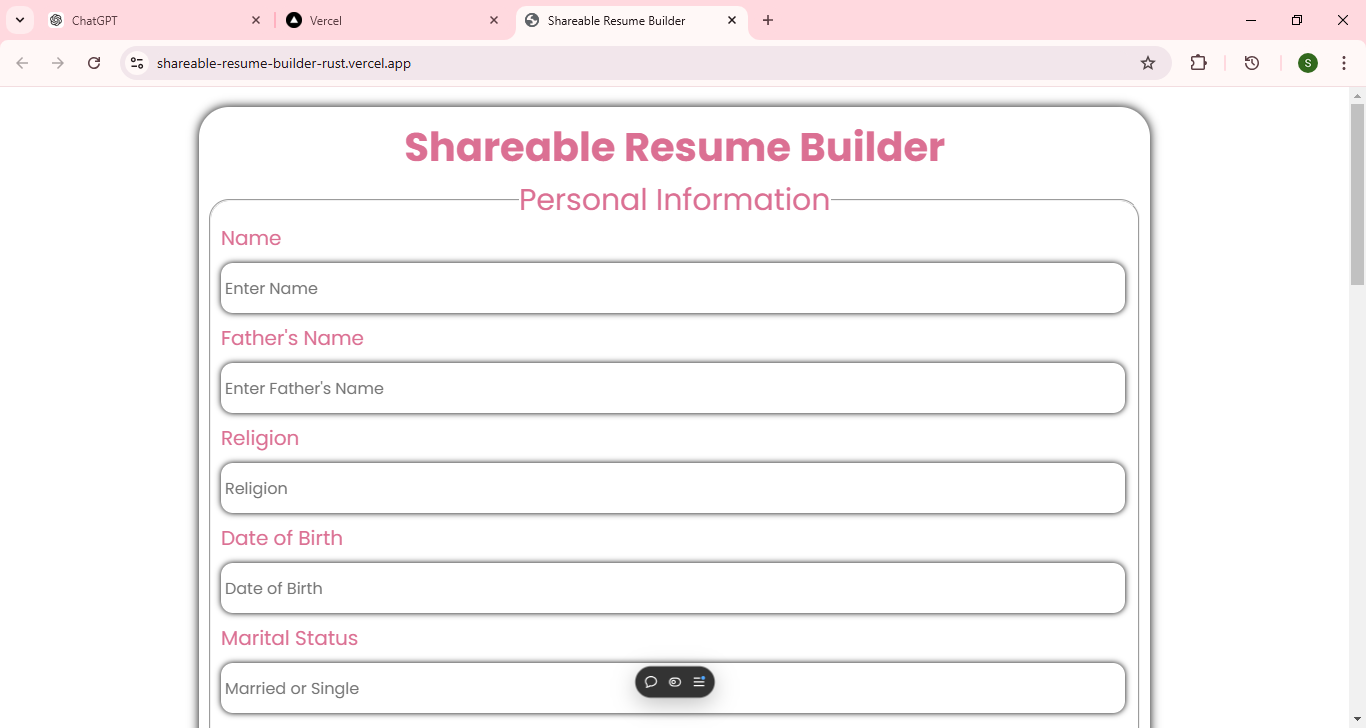 ChatGPT
Vercel
Shareable Resume Builder
shareable-resume-builder-rust.vercel.app
S
Shareable Resume Builder
Personal Information
Name
Enter Name
Father's Name
Enter Father's Name
Religion
Religion
Date of Birth
Date of Birth
Marital Status
Married or Single